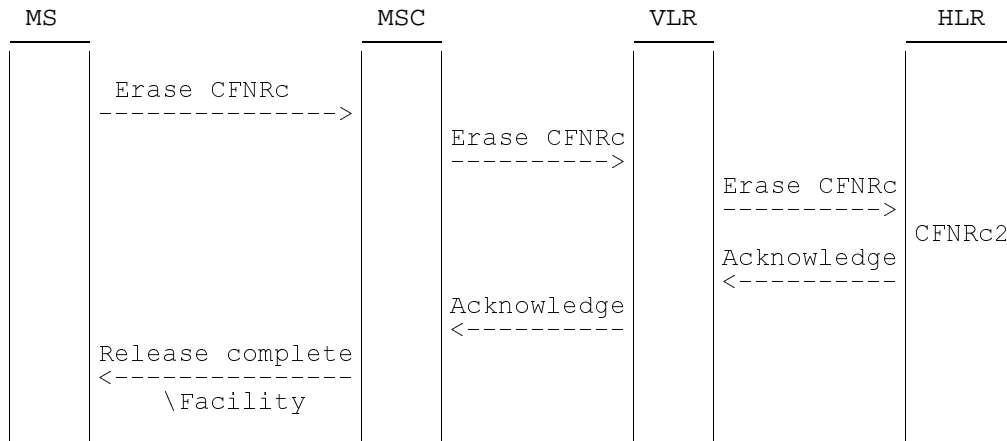 MS MSC VLR HLR
Erase CFNRc
--------------->
Erase CFNRc
---------->
Erase CFNRc
---------->
CFNRc2
Acknowledge
<----------
Acknowledge
<----------
Release complete
<---------------
\Facility